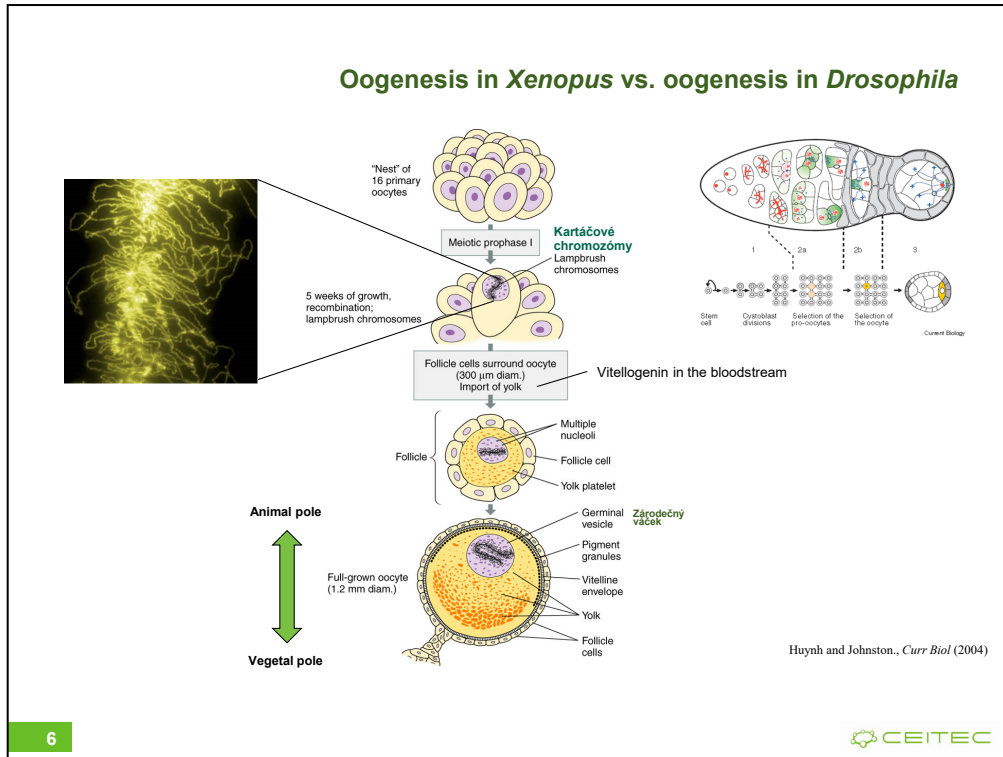 Oogenesis in Xenopus vs. oogenesis in Drosophila
"Nest" of
16 primary
oocytes
Meiotic prophase I
Kartáčové
chromozómy
Lampbrush
chromosomes
5 weeks of growth,
recombination;
lampbrush chromosomes
Follicle cells surround oocyte
(300 μm diam.)
Import of yolk
Vitellogenin in the bloodstream
Follicle
Multiple
nucleoli
Follicle cell
Yolk platelet
Animal pole
Vegetal pole
Full-grown oocyte
(1.2 mm diam.)
Germinal
vesicle
Zárodečný
váček
Pigment
granules
Vitelline
envelope
Yolk
Follicle
cells
1 2a 2b 3
Stem
cell
Cystoblast
divisions
Selection of the
pro-oocytes
Selection of
the oocyte
Current Biology
Huynh and Johnston., Curr Biol (2004)
6
CEITEC